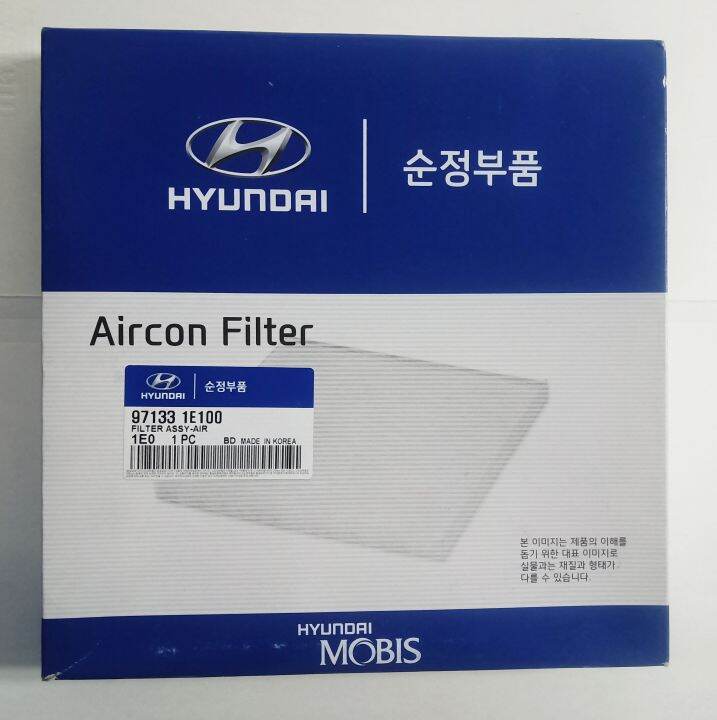 HYUNDAI
순정부품
Aircon Filter
HYUNDAI
순정부품
97133 1E100
FILTER ASSY-AIR
1E0 1 PC BD MADE IN KOREA
본 이미지는 제품의 이해를
돕기 위한 대표 이미지로
실물과는 재질과 형태가
다를 수 있습니다.
HYUNDAI
MOBIS